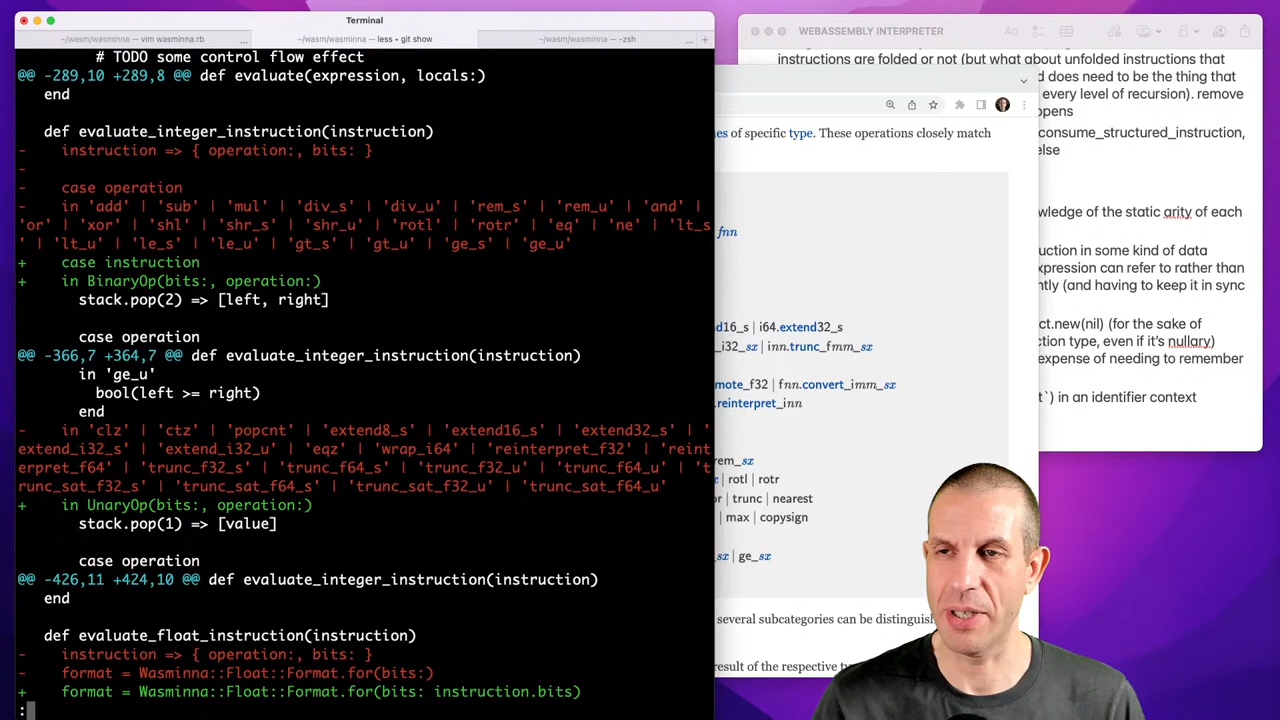 Terminal
~/wasm/wasminna — vim wasminna.rb ...
~/wasm/wasminna — less ◂ git show
~/wasm/wasminna — -zsh ... +
# TODO some control flow effect
@@ -289,10 +289,8 @@ def evaluate(expression, locals:)
end
def evaluate_integer_instruction(instruction)
- instruction => { operation:, bits: }
-
- case operation
- in 'add' | 'sub' | 'mul' | 'div_s' | 'div_u' | 'rem_s' | 'rem_u' | 'and' |
'or' | 'xor' | 'shl' | 'shr_s' | 'shr_u' | 'rotl' | 'rotr' | 'eq' | 'ne' | 'lt_s
' | 'lt_u' | 'le_s' | 'le_u' | 'gt_s' | 'gt_u' | 'ge_s' | 'ge_u'
+ case instruction
+ in BinaryOp(bits:, operation:)
stack.pop(2) => [left, right]
case operation
@@ -366,7 +364,7 @@ def evaluate_integer_instruction(instruction)
in 'ge_u'
bool(left >= right)
end
- in 'clz' | 'ctz' | 'popcnt' | 'extend8_s' | 'extend16_s' | 'extend32_s' | '
extend_i32_s' | 'extend_i32_u' | 'eqz' | 'wrap_i64' | 'reinterpret_f32' | 'reint
erpret_f64' | 'trunc_f32_s' | 'trunc_f64_s' | 'trunc_f32_u' | 'trunc_f64_u' | 't
runc_sat_f32_s' | 'trunc_sat_f64_s' | 'trunc_sat_f32_u' | 'trunc_sat_f64_u'
+ in UnaryOp(bits:, operation:)
stack.pop(1) => [value]
case operation
@@ -426,11 +424,10 @@ def evaluate_integer_instruction(instruction)
end
def evaluate_float_instruction(instruction)
- instruction => { operation:, bits: }
- format = Wasminna::Float::Format.for(bits:)
+ format = Wasminna::Float::Format.for(bits: instruction.bits)
:
es of specific type. These operations closely match
fnn
nd16_s | i64.extend32_s
_i32_sx | inn.trunc_fmm_sx
mote_f32 | fnn.convert_imm_sx
.reinterpret_inn
rem_sx
x | rotl | rotr
or | trunc | nearest
| max | copysign
_sx | ge_sx
several subcategories can be distinguish
result of the respective ty
WEBASSEMBLY INTERPRETER
Aa
instructions are folded or not (but what about unfolded instructions that
d does need to be the thing that
every level of recursion). remove
pens
consume_structured_instruction,
else
wledge of the static arity of each
uction in some kind of data
expression can refer to rather than
ntly (and having to keep it in sync
ct.new(nil) (for the sake of
ction type, even if it's nullary)
expense of needing to remember
t`) in an identifier context